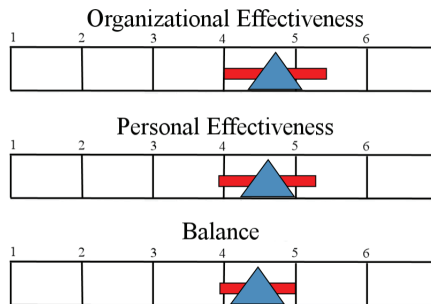 Organizational Effectiveness
1 2 3 4 5 6
Personal Effectiveness
1 2 3 4 5 6
Balance
1 2 3 4 5 6